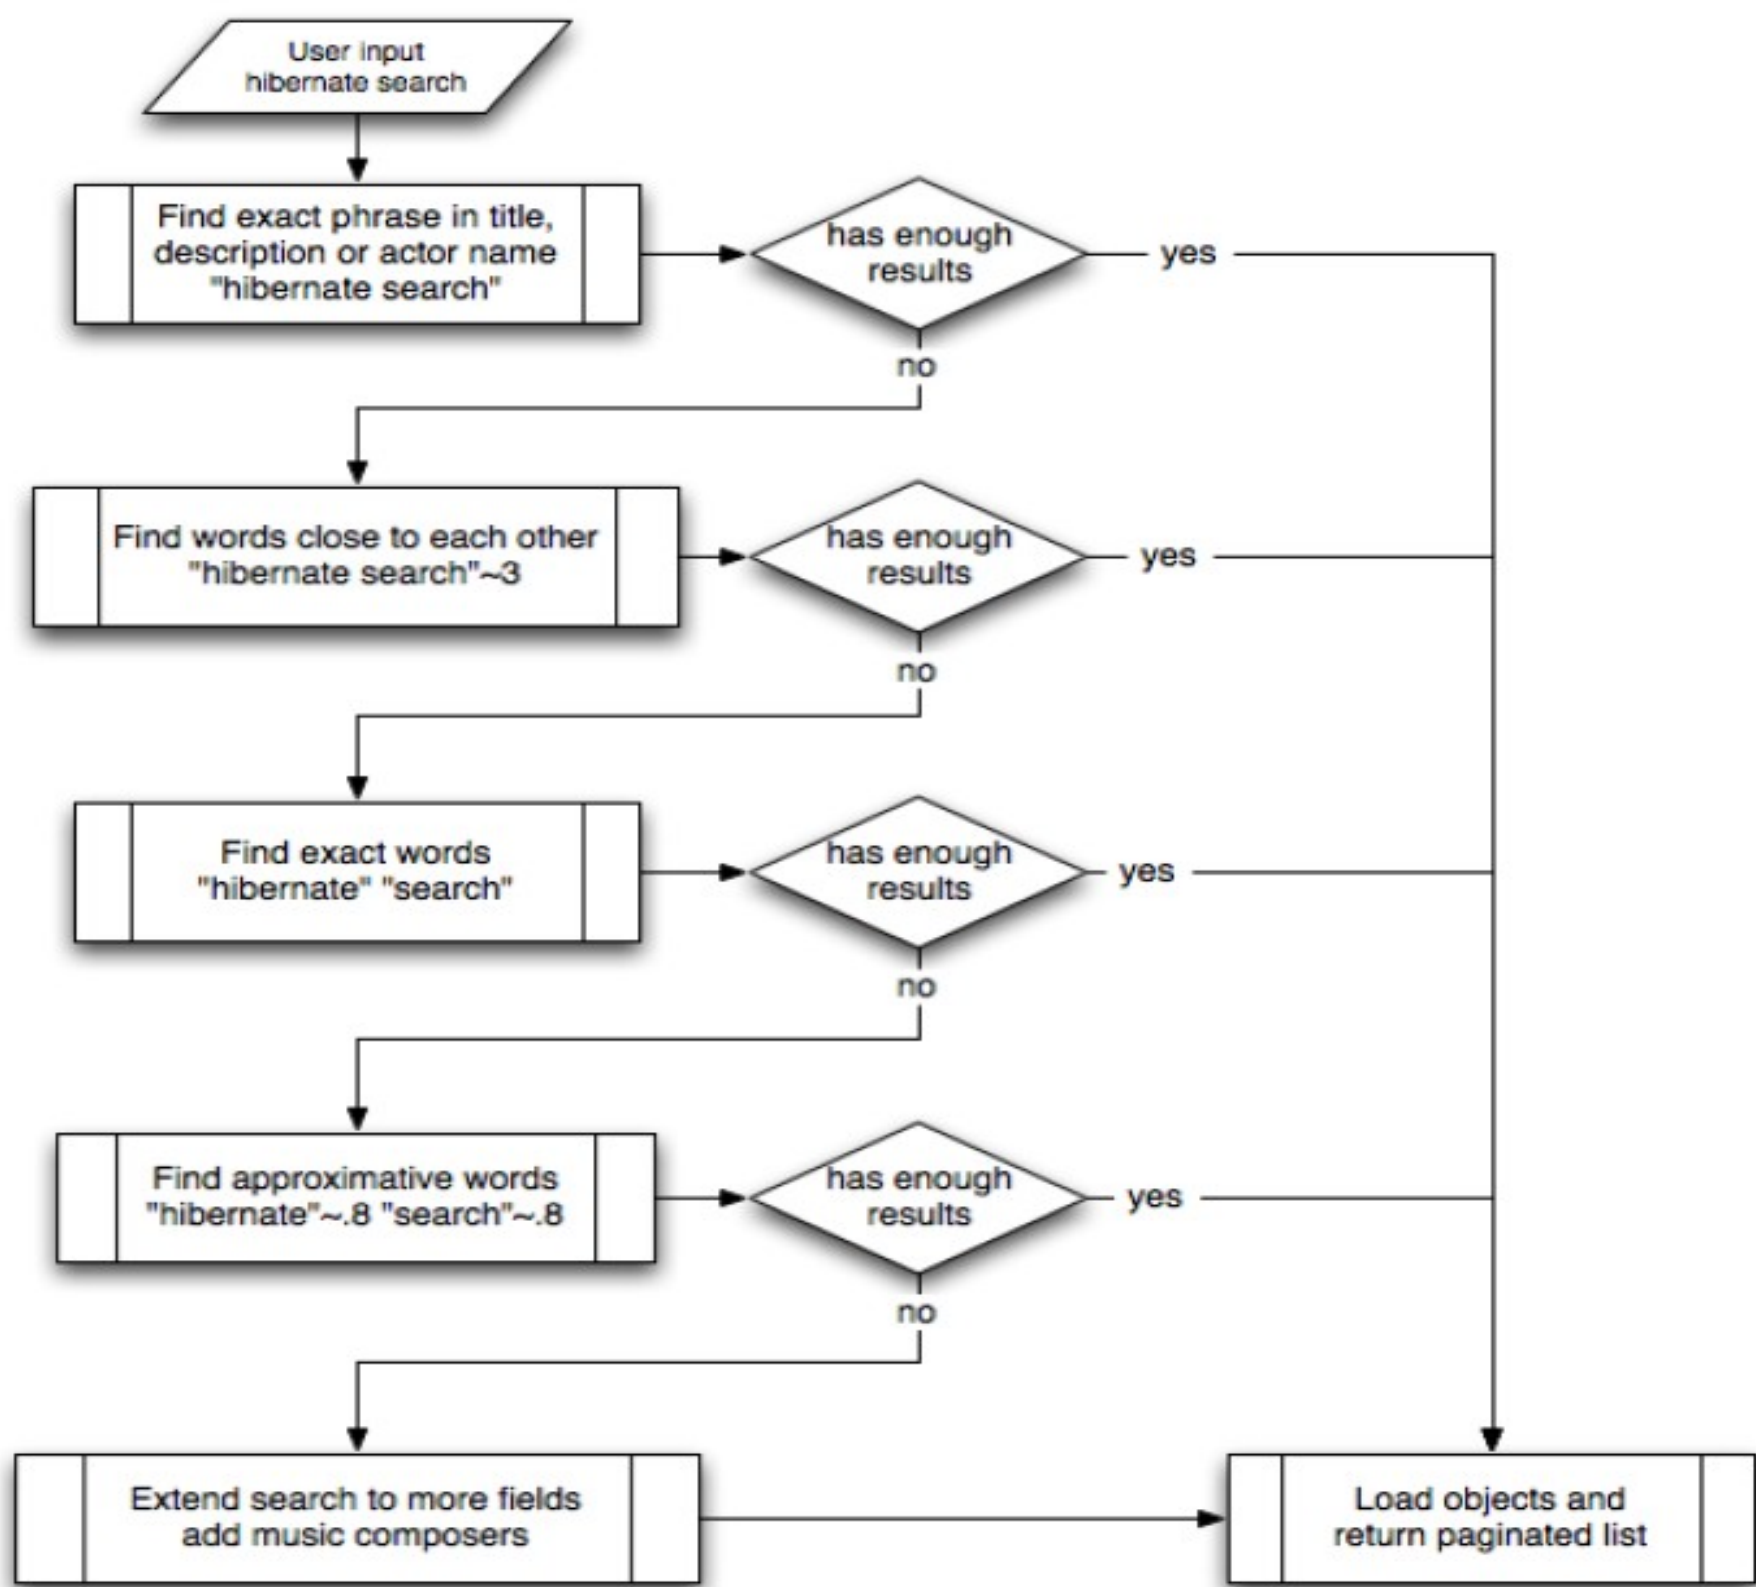 User input
hibernate search
Find exact phrase in title,
description or actor name
"hibernate search"
has enough
results
yes
no
Find words close to each other
"hibernate search"~3
has enough
results
yes
no
Find exact words
"hibernate" "search"
has enough
results
yes
no
Find approximative words
"hibernate"~.8 "search"~.8
has enough
results
yes
no
Extend search to more fields
add music composers
Load objects and
return paginated list